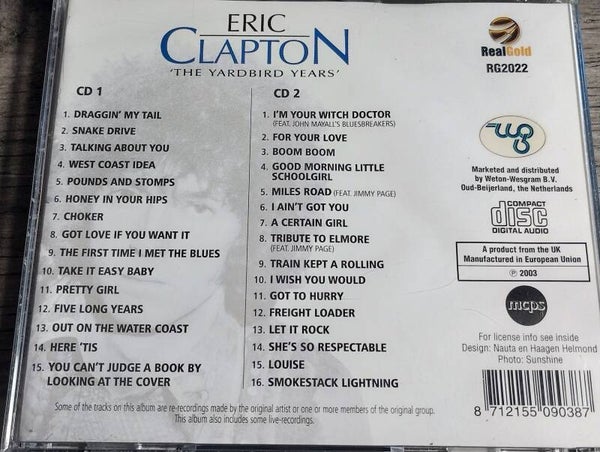 ERIC
CLAPTON
'THE YARDBIRD YEARS'
CD 1
1. DRAGGIN' MY TAIL
2. SNAKE DRIVE
3. TALKING ABOUT YOU
4. WEST COAST IDEA
5. POUNDS AND STOMPS
6. HONEY IN YOUR HIPS
7. CHOKER
8. GOT LOVE IF YOU WANT IT
9. THE FIRST TIME I MET THE BLUES
10. TAKE IT EASY BABY
11. PRETTY GIRL
12. FIVE LONG YEARS
13. OUT ON THE WATER COAST
14. HERE 'TIS
15. YOU CAN'T JUDGE A BOOK BY
LOOKING AT THE COVER
CD 2
1. I'M YOUR WITCH DOCTOR
(FEAT. JOHN MAYALL'S BLUESBREAKERS)
2. FOR YOUR LOVE
3. BOOM BOOM
4. GOOD MORNING LITTLE
SCHOOLGIRL
5. MILES ROAD (FEAT. JIMMY PAGE)
6. I AIN'T GOT YOU
7. A CERTAIN GIRL
8. TRIBUTE TO ELMORE
(FEAT. JIMMY PAGE)
9. TRAIN KEPT A ROLLING
10. I WISH YOU WOULD
11. GOT TO HURRY
12. FREIGHT LOADER
13. LET IT ROCK
14. SHE'S SO RESPECTABLE
15. LOUISE
16. SMOKESTACK LIGHTNING
Some of the tracks on this album are re-recordings made by the original artist or one or more members of the original group.
This album also includes some live-recordings.
RealGold
RG2022
Marketed and distributed
by Weton-Wesgram B.V.
Oud-Beijerland, the Netherlands
COMPACT
disc
DIGITAL AUDIO
A product from the UK
Manufactured in European Union
℗ 2003
mcps
For license info see inside
Design: Nauta en Haagen Helmond
Photo: Sunshine
8 712155 090387